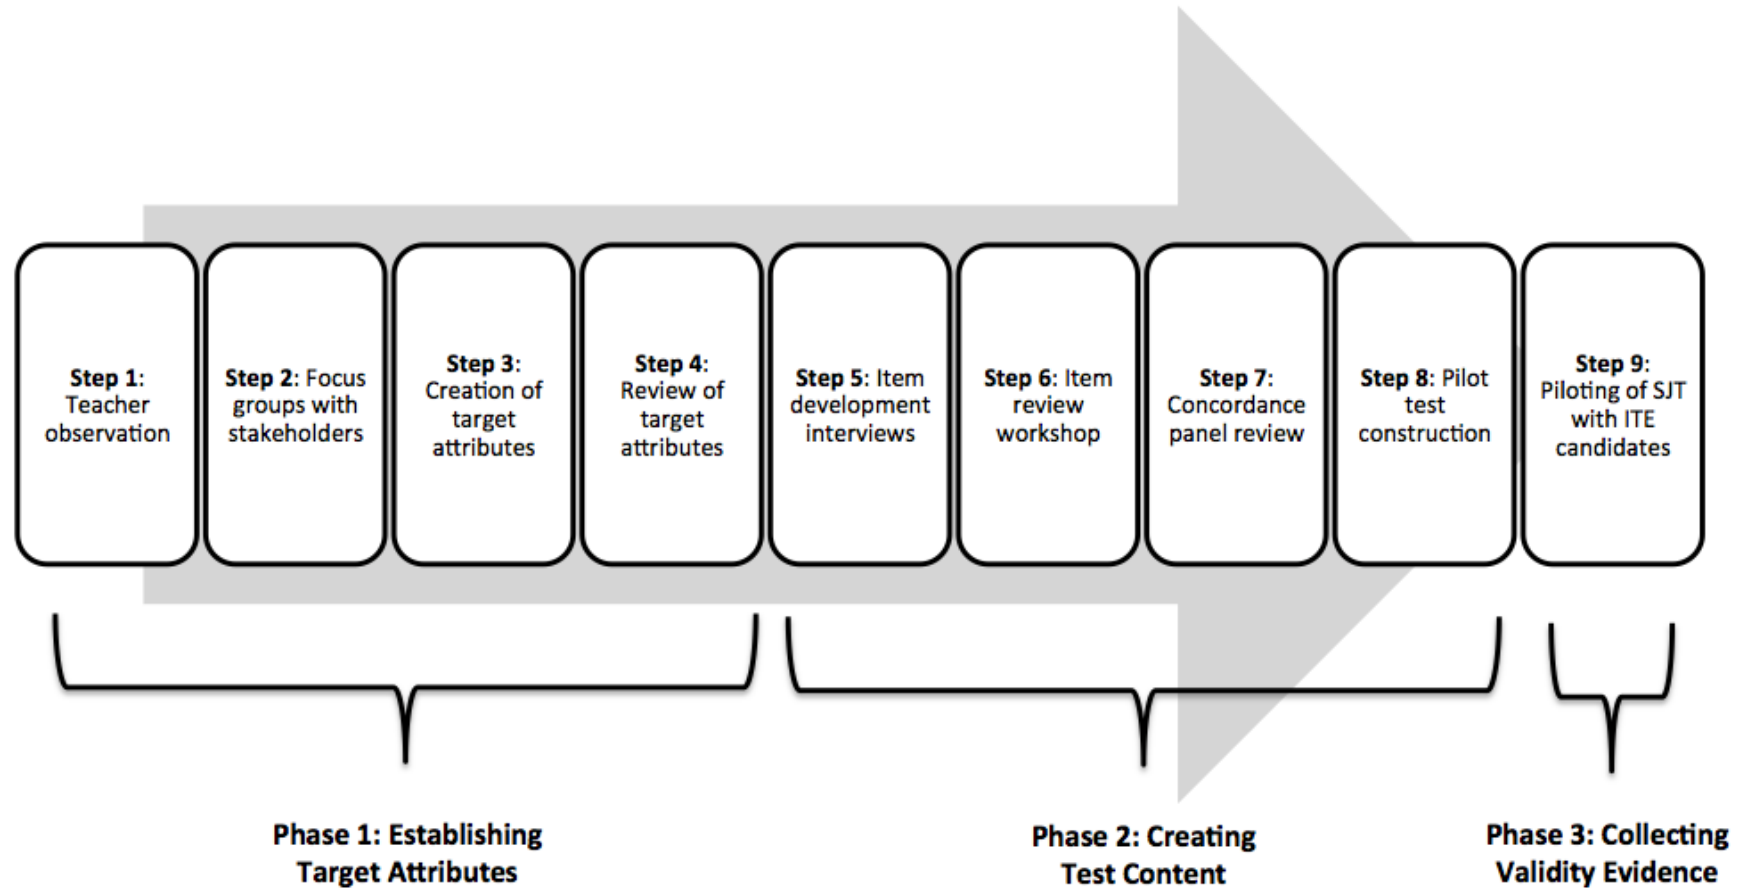 Step 1:
Teacher
observation
Step 2: Focus
groups with
stakeholders
Step 3:
Creation of
target
attributes
Step 4:
Review of
target
attributes
Step 5: Item
development
interviews
Step 6: Item
review
workshop
Step 7:
Concordance
panel review
Step 8: Pilot
test
construction
Step 9:
Piloting of SJT
with ITE
candidates
Phase 1: Establishing
Target Attributes
Phase 2: Creating
Test Content
Phase 3: Collecting
Validity Evidence